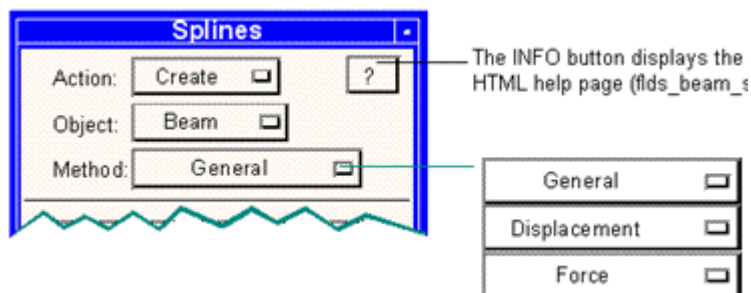 Splines
Action: Create
?
The INFO button displays the
HTML help page (flds_beam_s
Object: Beam
Method: General
General
Displacement
Force